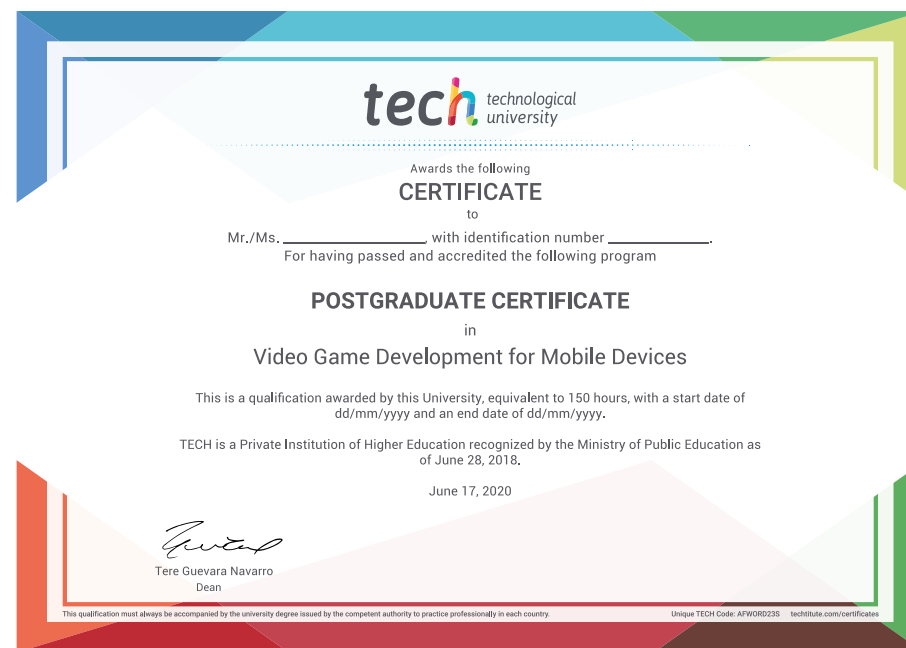 tech technological
university
Awards the following
CERTIFICATE
to
Mr./Ms. ____________________, with identification number ______________.
For having passed and accredited the following program
POSTGRADUATE CERTIFICATE
in
Video Game Development for Mobile Devices
This is a qualification awarded by this University, equivalent to 150 hours, with a start date of
dd/mm/yyyy and an end date of dd/mm/yyyy.
TECH is a Private Institution of Higher Education recognized by the Ministry of Public Education as
of June 28, 2018.
June 17, 2020
Tere Guevara Navarro
Dean
This qualification must always be accompanied by the university degree issued by the competent authority to practice professionally in each country. Unique TECH Code: AFWORD23S techtitute.com/certificates